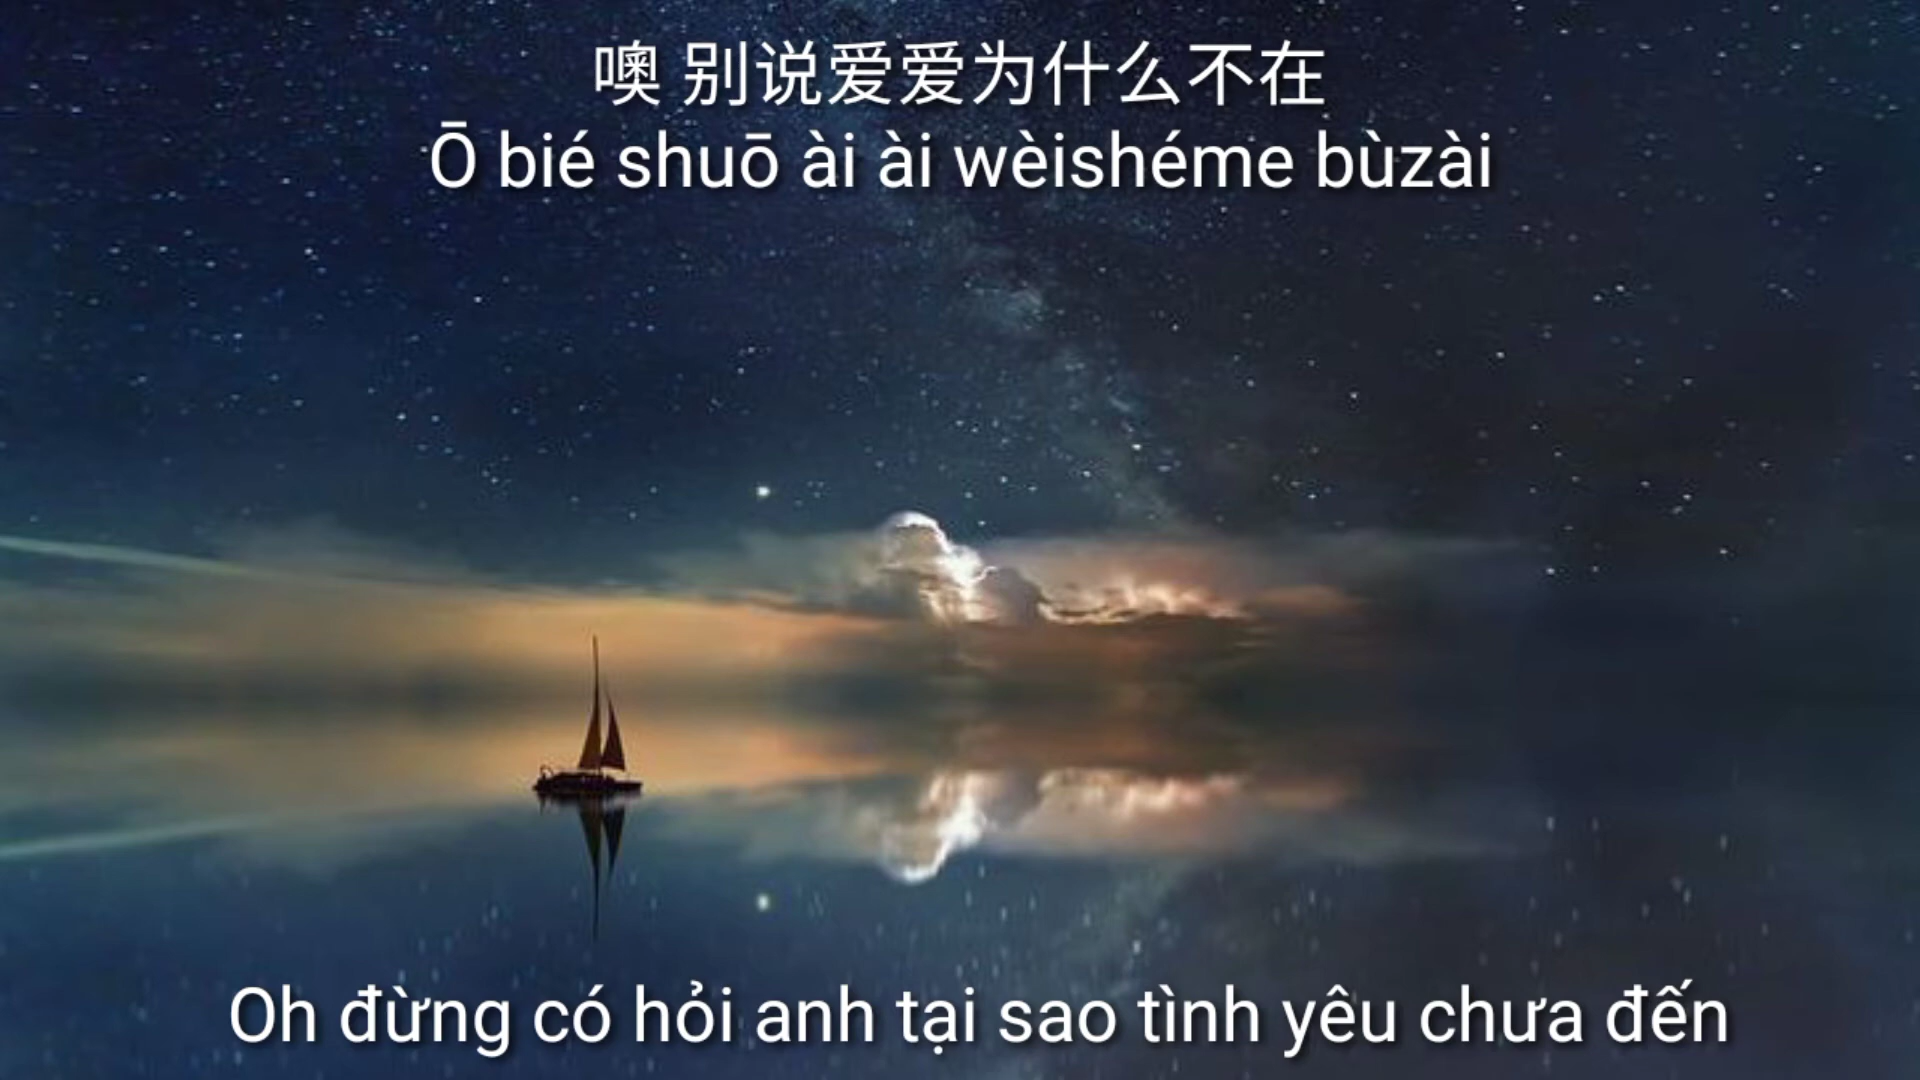 噢 别说爱爱为什么不在
Ō bié shuō ài ài wèishéme bùzài
Oh đừng có hỏi anh tại sao tình yêu chưa đến